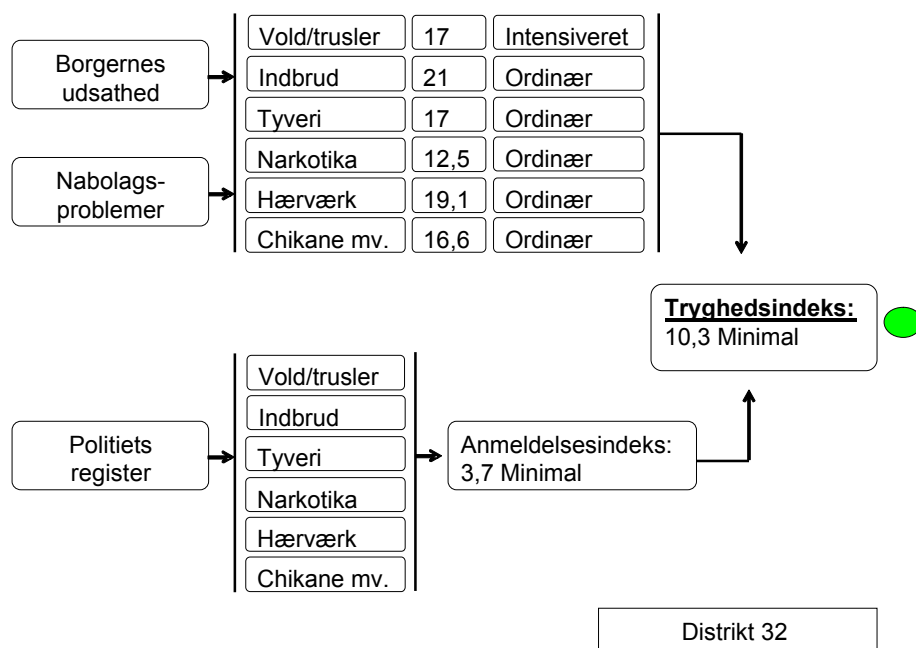 Borgernes
udsathed
Nabolags-
problemer
Vold/trusler 17 Intensiveret
Indbrud 21 Ordinær
Tyveri 17 Ordinær
Narkotika 12,5 Ordinær
Hærværk 19,1 Ordinær
Chikane mv. 16,6 Ordinær
Tryghedsindeks:
10,3 Minimal
Politiets
register
Vold/trusler
Indbrud
Tyveri
Narkotika
Hærværk
Chikane mv.
Anmeldelsesindeks:
3,7 Minimal
Distrikt 32